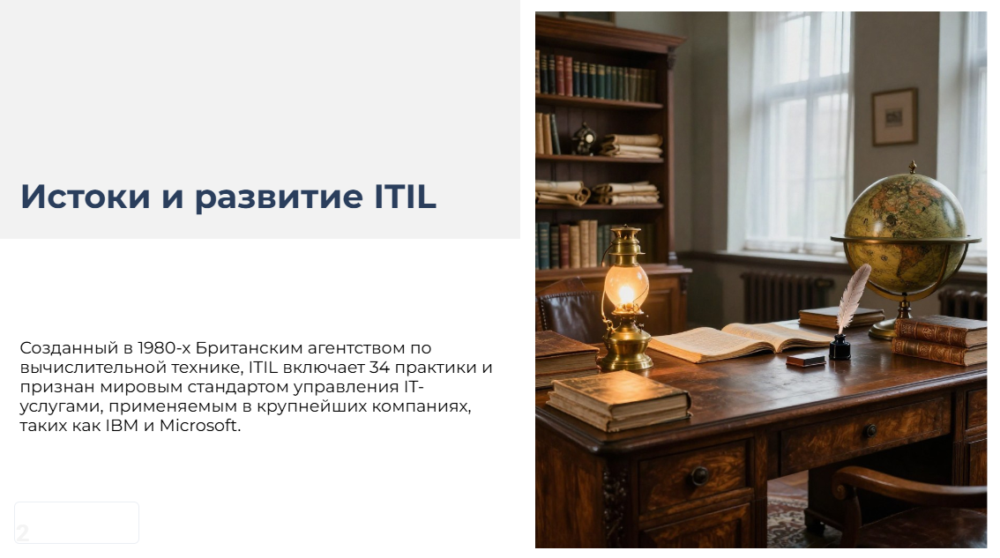 Истоки и развитие ITIL
Созданный в 1980-х Британским агентством по
вычислительной технике, ITIL включает 34 практики и
признан мировым стандартом управления IT-
услугами, применяемым в крупнейших компаниях,
таких как IBM и Microsoft.
2